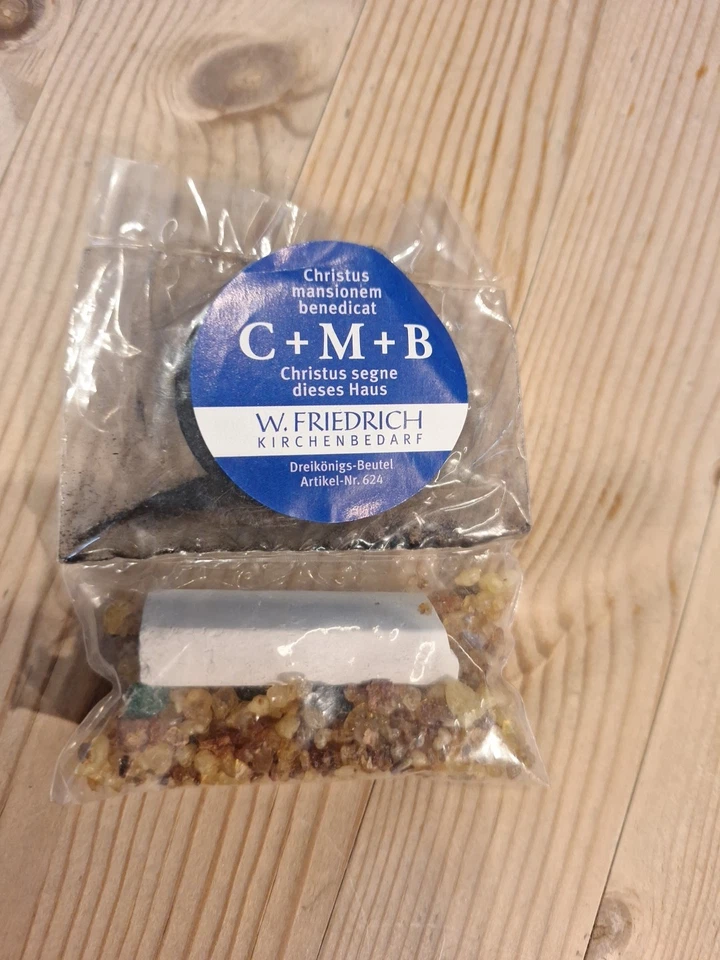 Christus
mansionem
benedicat
C+M+B
Christus segne
dieses Haus
W. FRIEDRICH
KIRCHENBEDARF
Dreikönigs-Beutel
Artikel-Nr. 624